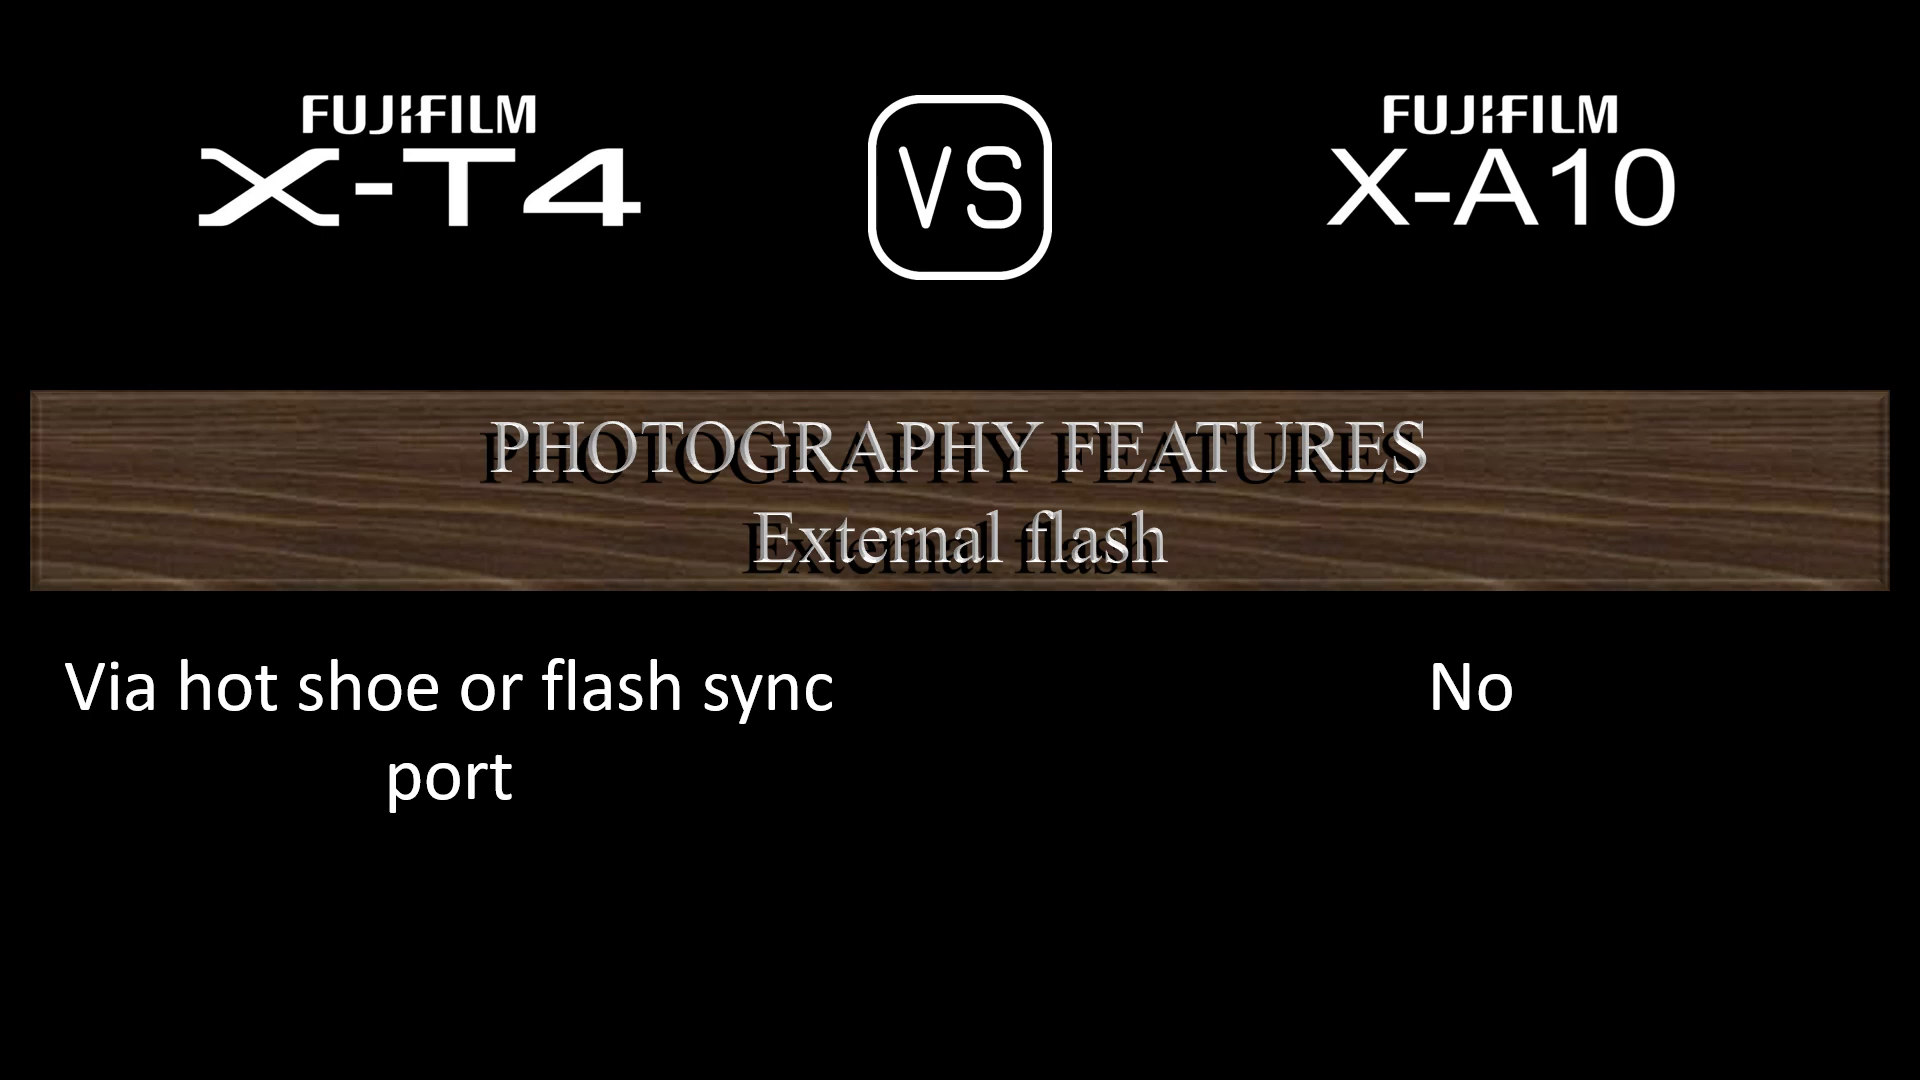 FUJIFILM
X-T4
VS
FUJIFILM
X-A10
PHOTOGRAPHY FEATURES
External flash
Via hot shoe or flash sync
port
No